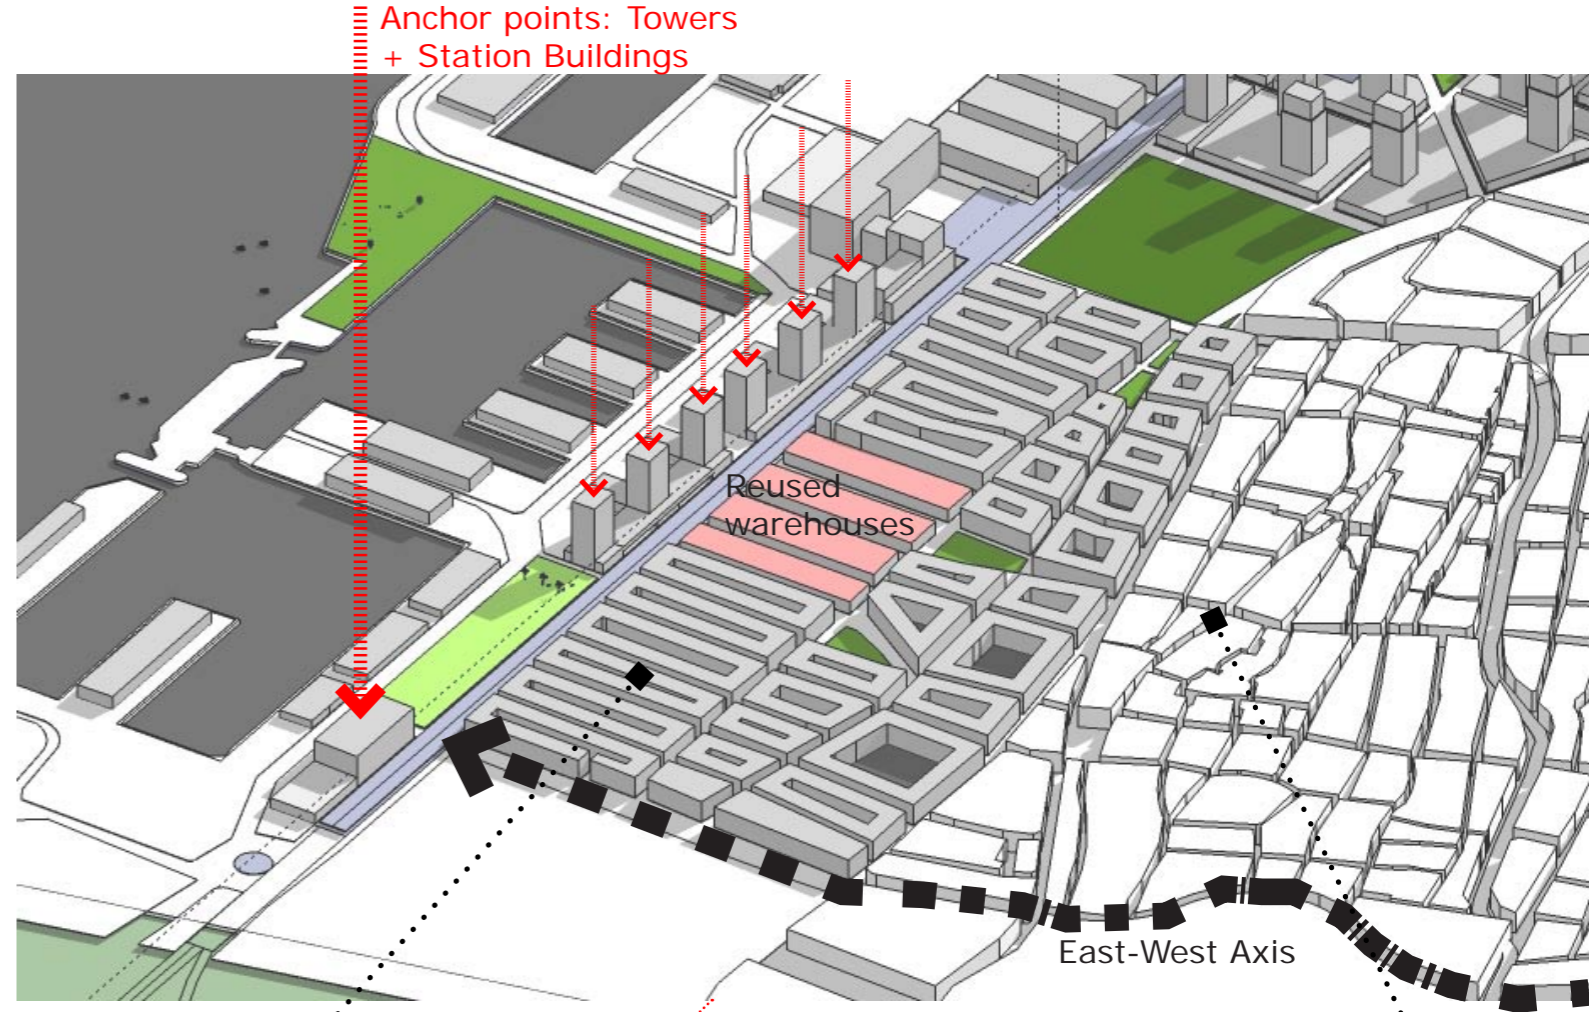 Anchor points: Towers
+ Station Buildings
Reused
warehouses
East-West Axis